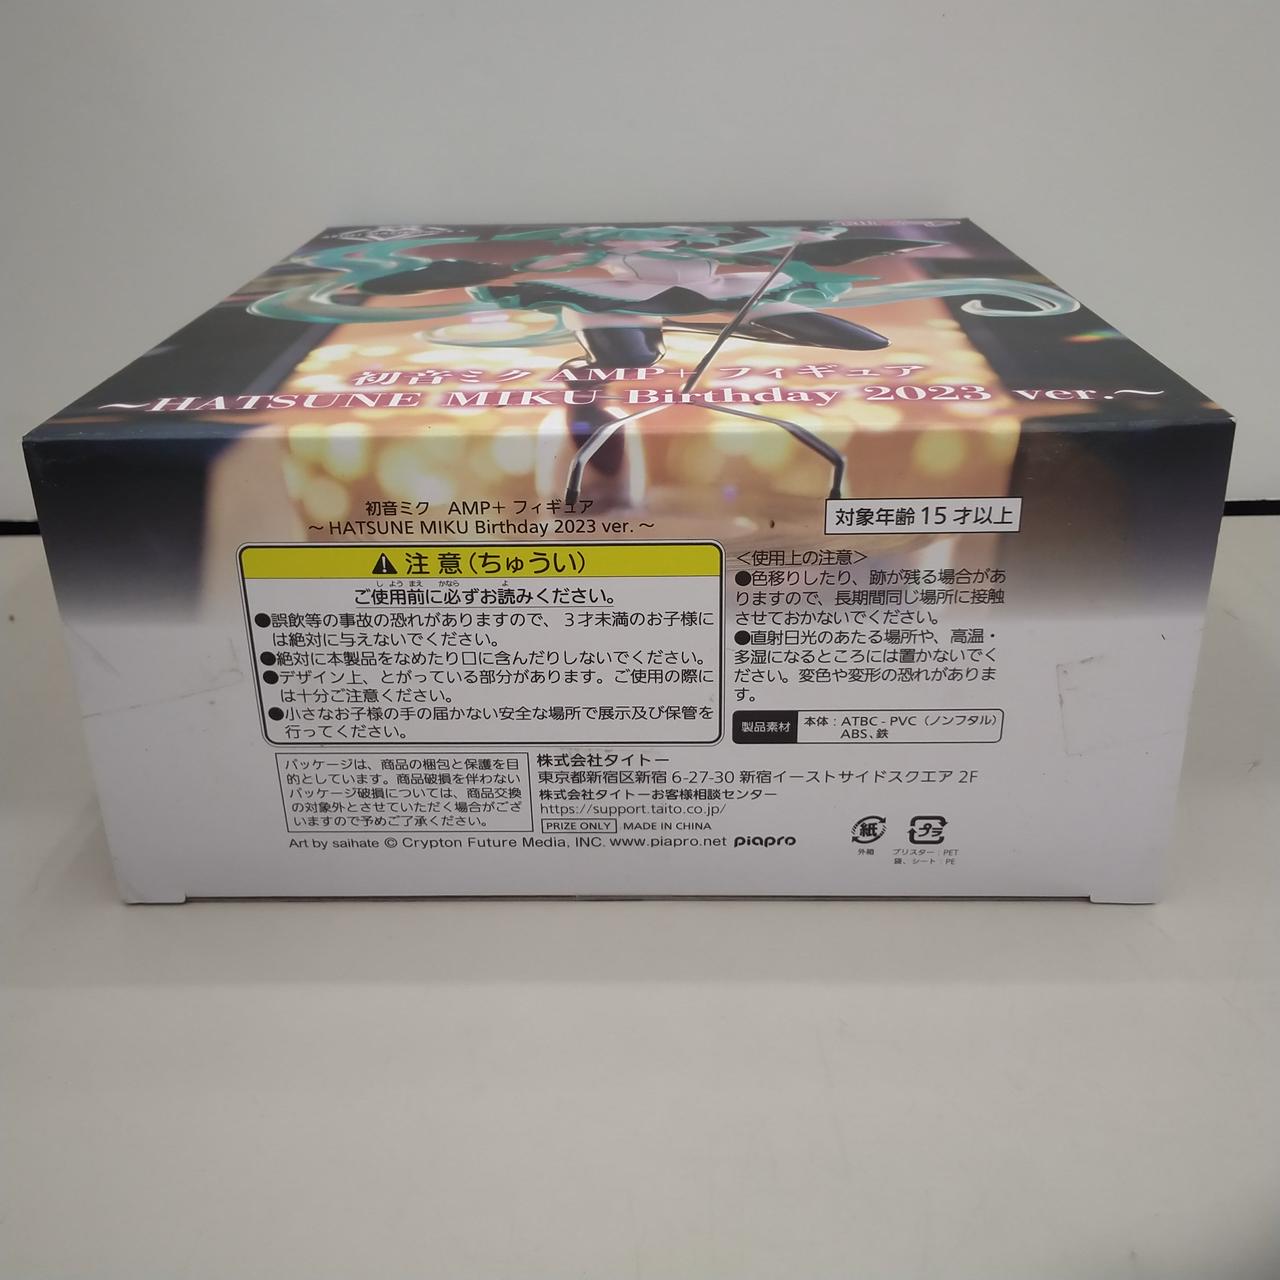 初音ミク AMP+ フィギュア
～HATSUNE MIKU Birthday 2023 ver.～
初音ミク AMP+ フィギュア
～HATSUNE MIKU Birthday 2023 ver.～
対象年齢15才以上
注意(ちゅうい)
しようまえ かなら よ
ご使用前に必ずお読みください。
●誤飲等の事故の恐れがありますので、3才未満のお子様に
は絶対に与えないでください。
●絶対に本製品をなめたり口に含んだりしないでください。
●デザイン上、とがっている部分があります。ご使用の際に
は十分ご注意ください。
●小さなお子様の手の届かない安全な場所で展示及び保管を
行ってください。
＜使用上の注意＞
●色移りしたり、跡が残る場合があ
りますので、長期間同じ場所に接触
させておかないでください。
●直射日光のあたる場所や、高温・
多湿になるところには置かないでく
ださい。変色や変形の恐れがありま
す。
製品素材
本体：ATBC-PVC（ノンフタル）
ABS、鉄
パッケージは、商品の梱包と保護を目
的としています。商品破損を伴わない
パッケージ破損については、商品交換
の対象外とさせていただく場合がござ
いますので予めご了承ください。
株式会社タイトー
東京都新宿区新宿 6-27-30 新宿イーストサイドスクエア 2F
株式会社タイトーお客様相談センター
https://support.taito.co.jp/
PRIZE ONLY MADE IN CHINA
Art by saihate © Crypton Future Media, INC. www.piapro.net piapro
紙
外箱
プラ
ブリスター：PET
袋、シート：PE